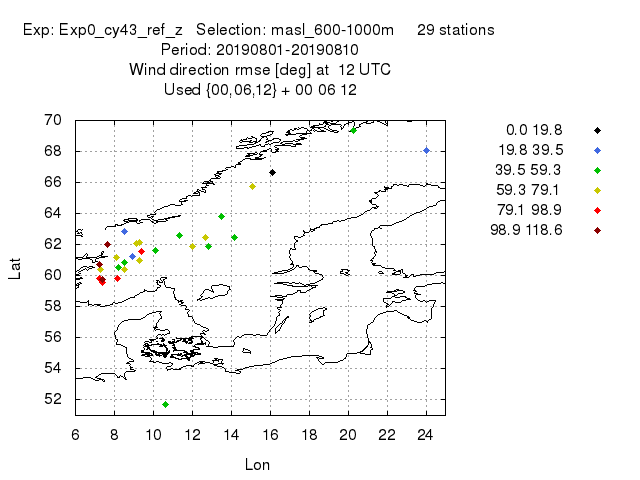 Exp: Exp0_cy43_ref_z   Selection: masl_600-1000m   29 stations
Period: 20190801-20190810
Wind direction rmse [deg] at  12 UTC
Used {00,06,12} + 00 06 12
0.0 19.8
19.8 39.5
39.5 59.3
59.3 79.1
79.1 98.9
98.9 118.6
70
68
66
64
62
60
58
56
54
52
Lat
6 8 10 12 14 16 18 20 22 24
Lon